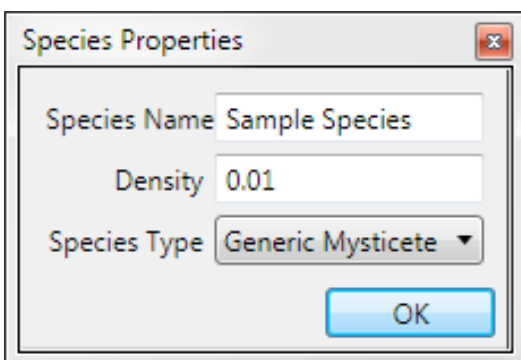 Species Properties
Species Name Sample Species
Density 0.01
Species Type Generic Mysticete
OK